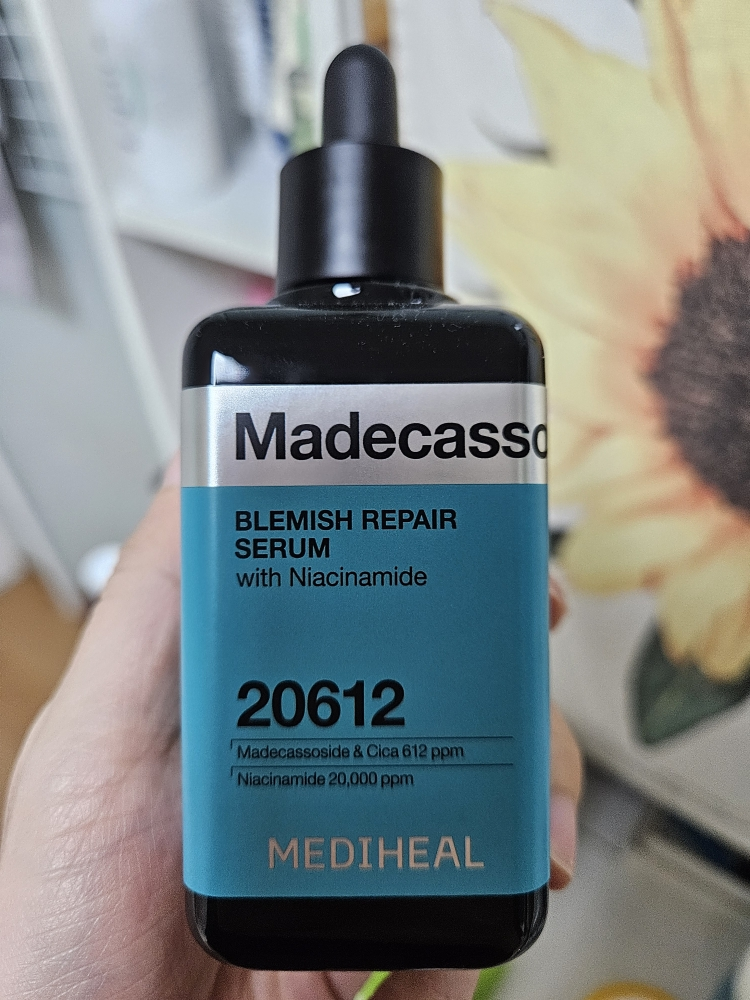 Madecasso
BLEMISH REPAIR
SERUM
with Niacinamide
20612
Madecassoside & Cica 612 ppm
Niacinamide 20,000 ppm
MEDIHEAL